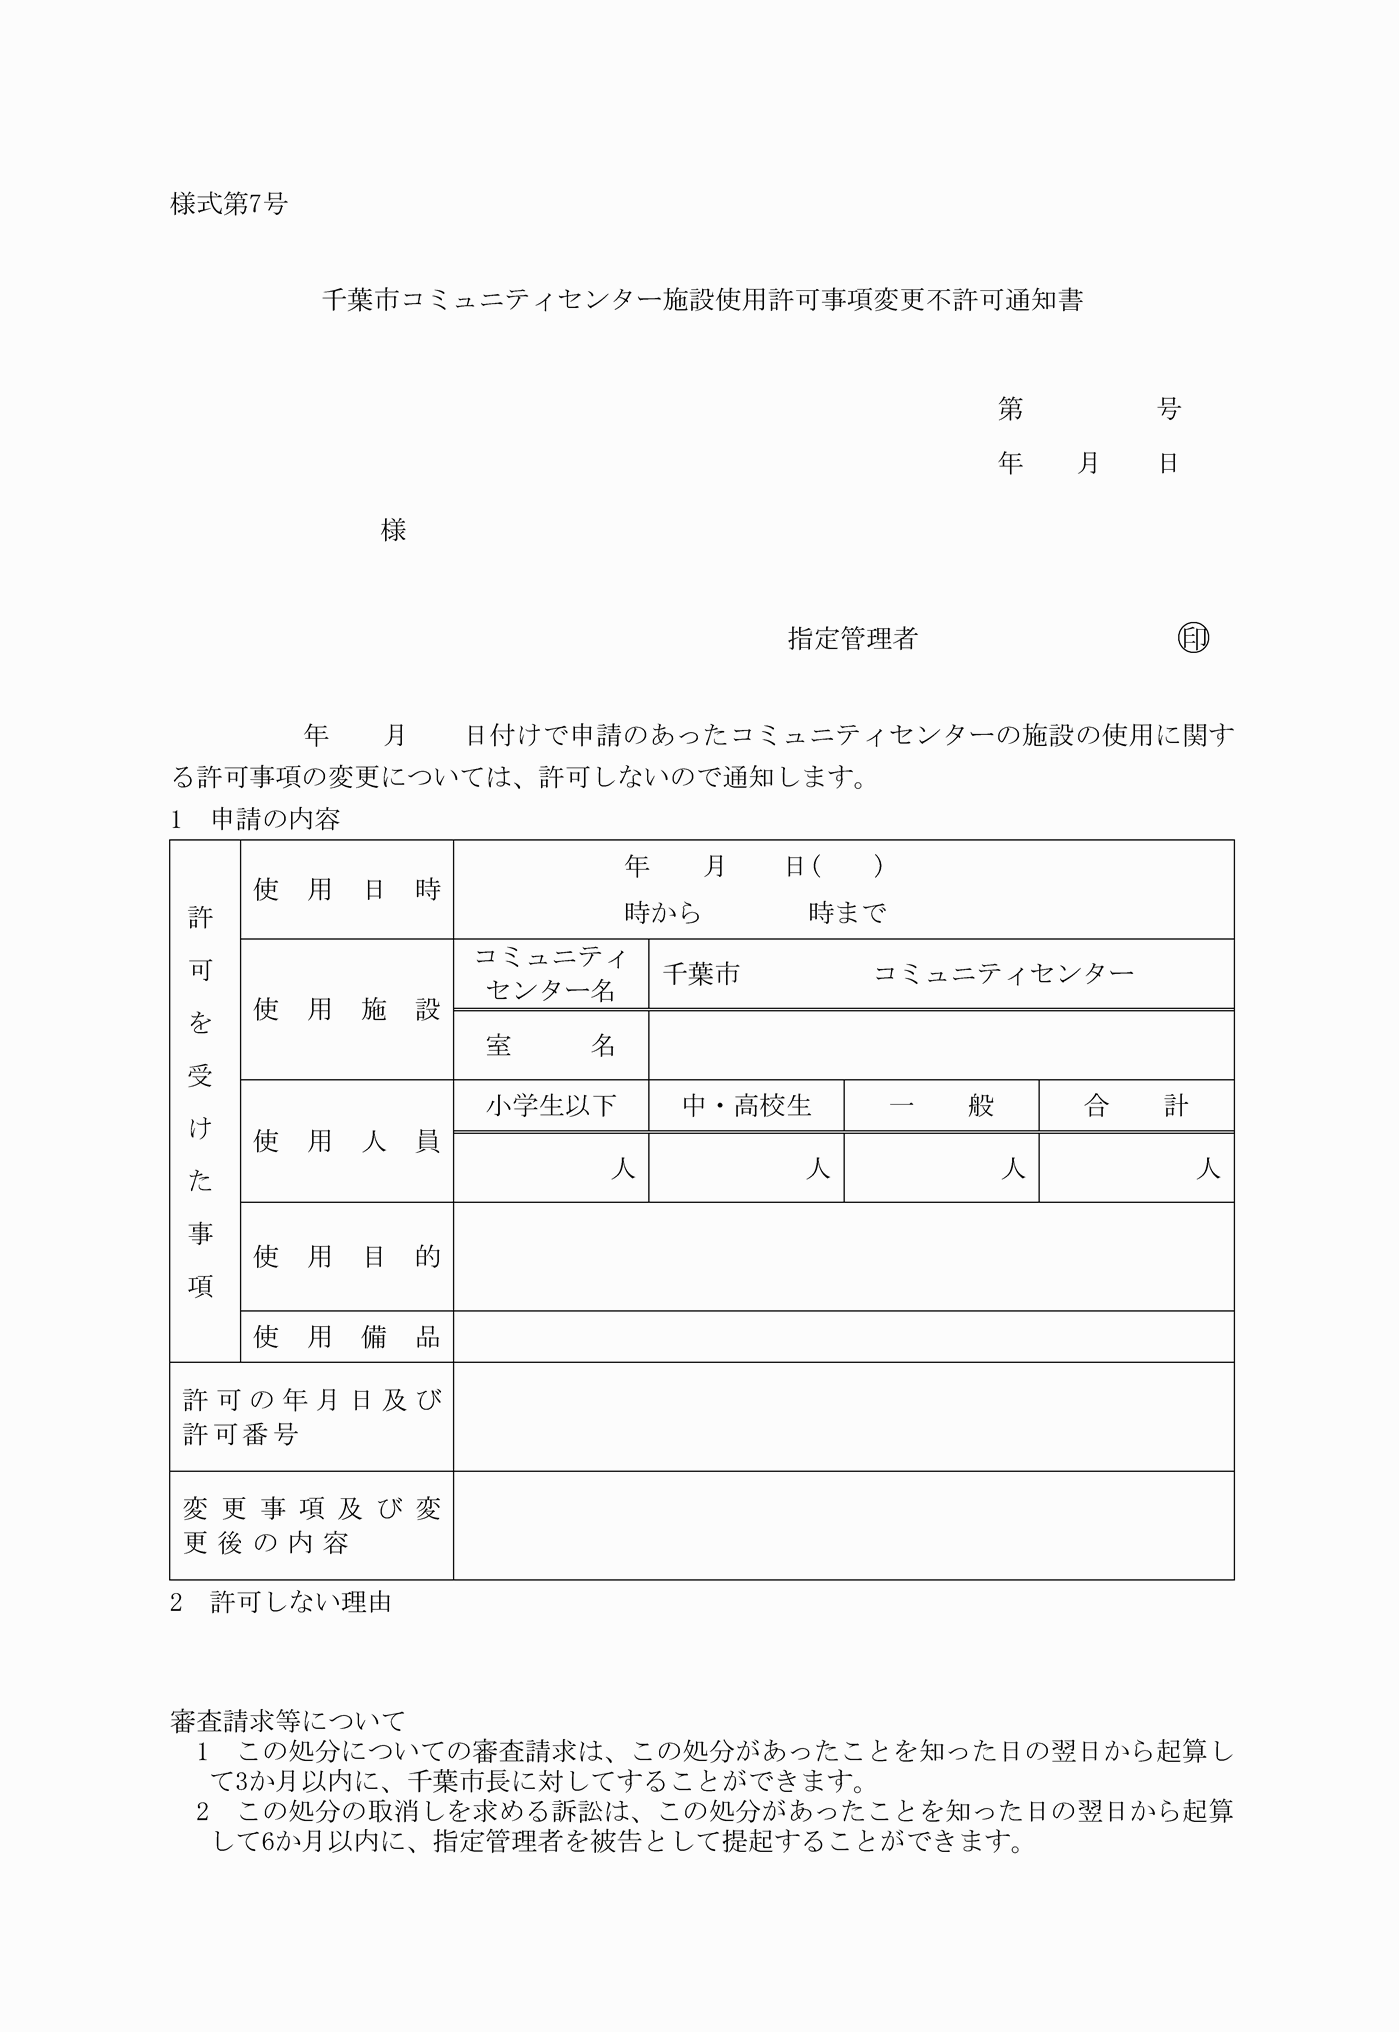 様式第7号
千葉市コミュニティセンター施設使用許可事項変更不許可通知書
第　　　　　号
年　　月　　日
様
指定管理者　　　　　　　　　　㊞
年　　月　　日付けで申請のあったコミュニティセンターの施設の使用に関す
る許可事項の変更については、許可しないので通知します。
1　申請の内容
許可を受けた事項
使用日時
年　　月　　日(　　)
時から　　　　時まで
使用施設
コミュニティ
センター名
千葉市　　　　　コミュニティセンター
室　　　名
使用人員
小学生以下　中・高校生　一　　般　合　　計
人　人　人　人
使用目的
使用備品
許可の年月日及び
許可番号
変更事項及び変
更後の内容
2　許可しない理由
審査請求等について
1　この処分についての審査請求は、この処分があったことを知った日の翌日から起算し
て3か月以内に、千葉市長に対してすることができます。
2　この処分の取消しを求める訴訟は、この処分があったことを知った日の翌日から起算
して6か月以内に、指定管理者を被告として提起することができます。